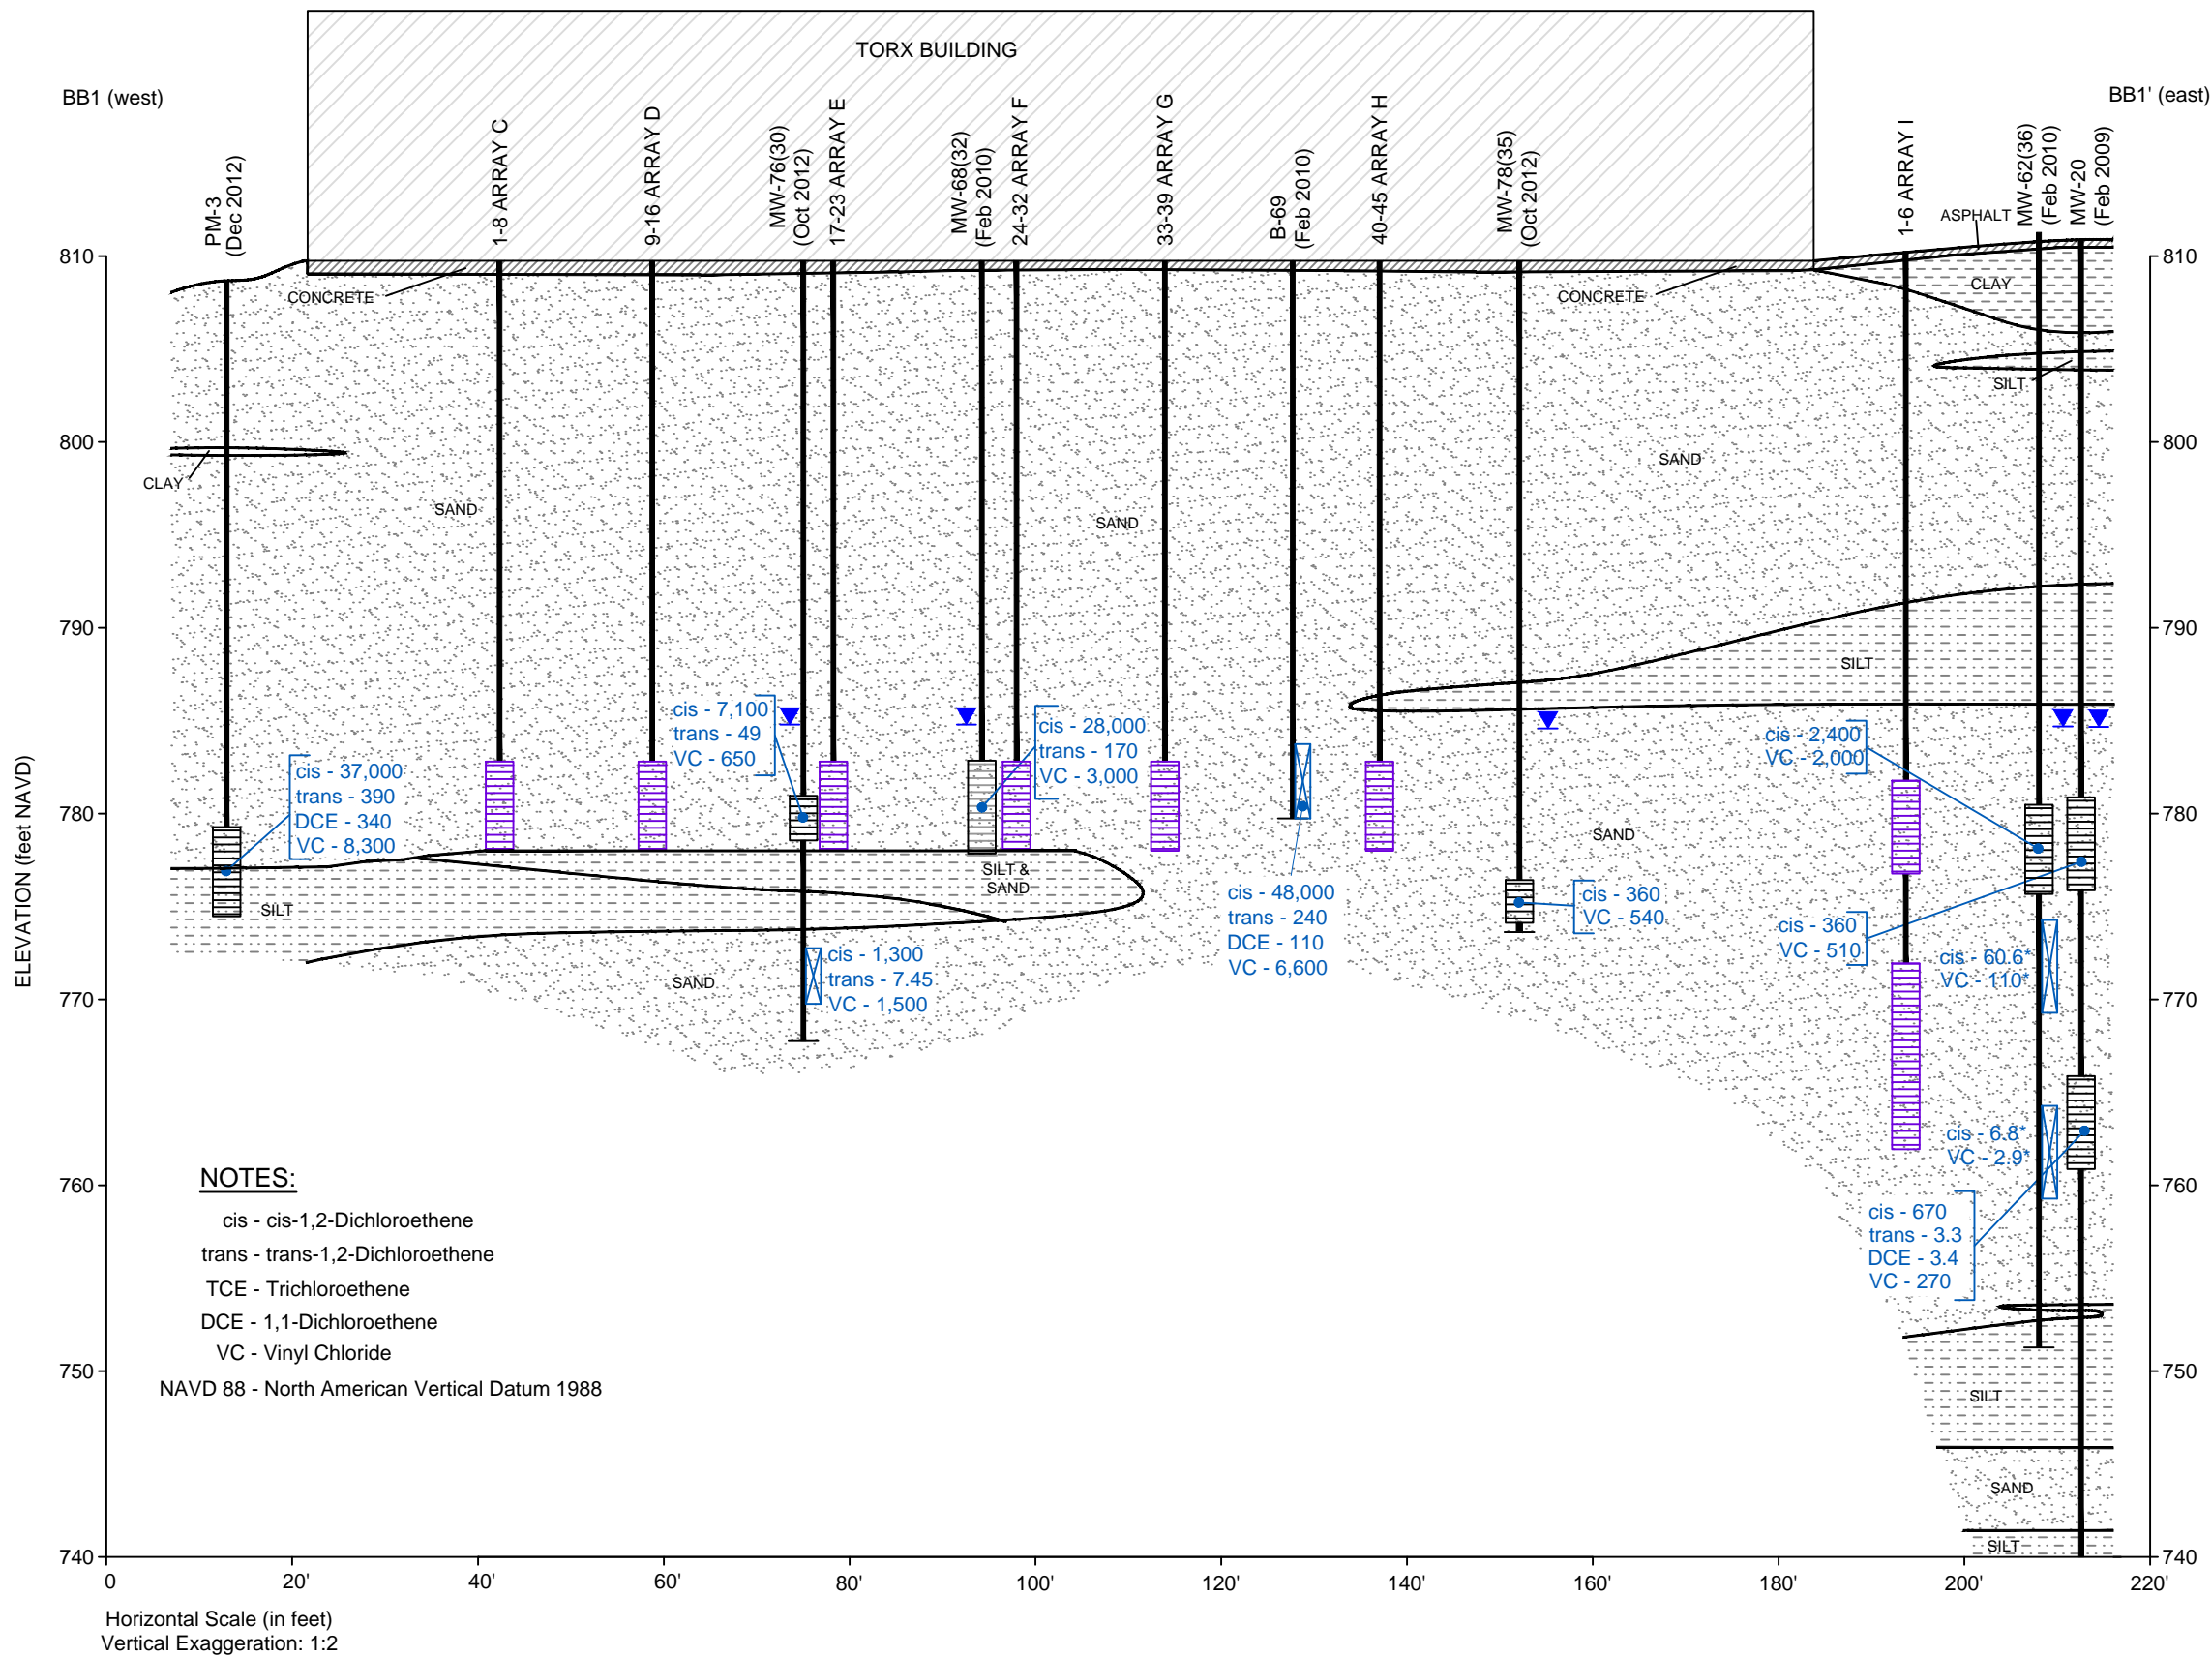 TORX BUILDING
BB1 (west)
BB1' (east)
PM-3
(Dec 2012)
1-8 ARRAY C
9-16 ARRAY D
MW-76(30)
(Oct 2012)
17-23 ARRAY E
MW-68(32)
(Feb 2010)
24-32 ARRAY F
33-39 ARRAY G
B-69
(Feb 2010)
40-45 ARRAY H
MW-78(35)
(Oct 2012)
1-6 ARRAY I
MW-62(36)
(Feb 2010)
MW-20
(Feb 2009)
ASPHALT
810
810
CONCRETE
CONCRETE
CLAY
SILT
800
800
CLAY
SAND
SAND
SAND
790
790
SILT
cis - 7,100
trans - 49
VC - 650
cis - 28,000
trans - 170
VC - 3,000
cis - 2,400
VC - 2,000
cis - 37,000
trans - 390
DCE - 340
VC - 8,300
780
780
SAND
SILT &
SAND
SILT
cis - 48,000
trans - 240
DCE - 110
VC - 6,600
cis - 360
VC - 540
cis - 360
VC - 510
cis - 1,300
trans - 7.45
VC - 1,500
cis - 60.6*
VC - 110*
SAND
770
770
ELEVATION (feet NAVD)
cis - 6.8*
VC - 2.9*
760
760
cis - 670
trans - 3.3
DCE - 3.4
VC - 270
NOTES:
cis - cis-1,2-Dichloroethene
trans - trans-1,2-Dichloroethene
TCE - Trichloroethene
DCE - 1,1-Dichloroethene
VC - Vinyl Chloride
NAVD 88 - North American Vertical Datum 1988
750
750
SILT
SAND
SILT
740
740
0
20'
40'
60'
80'
100'
120'
140'
160'
180'
200'
220'
Horizontal Scale (in feet)
Vertical Exaggeration: 1:2